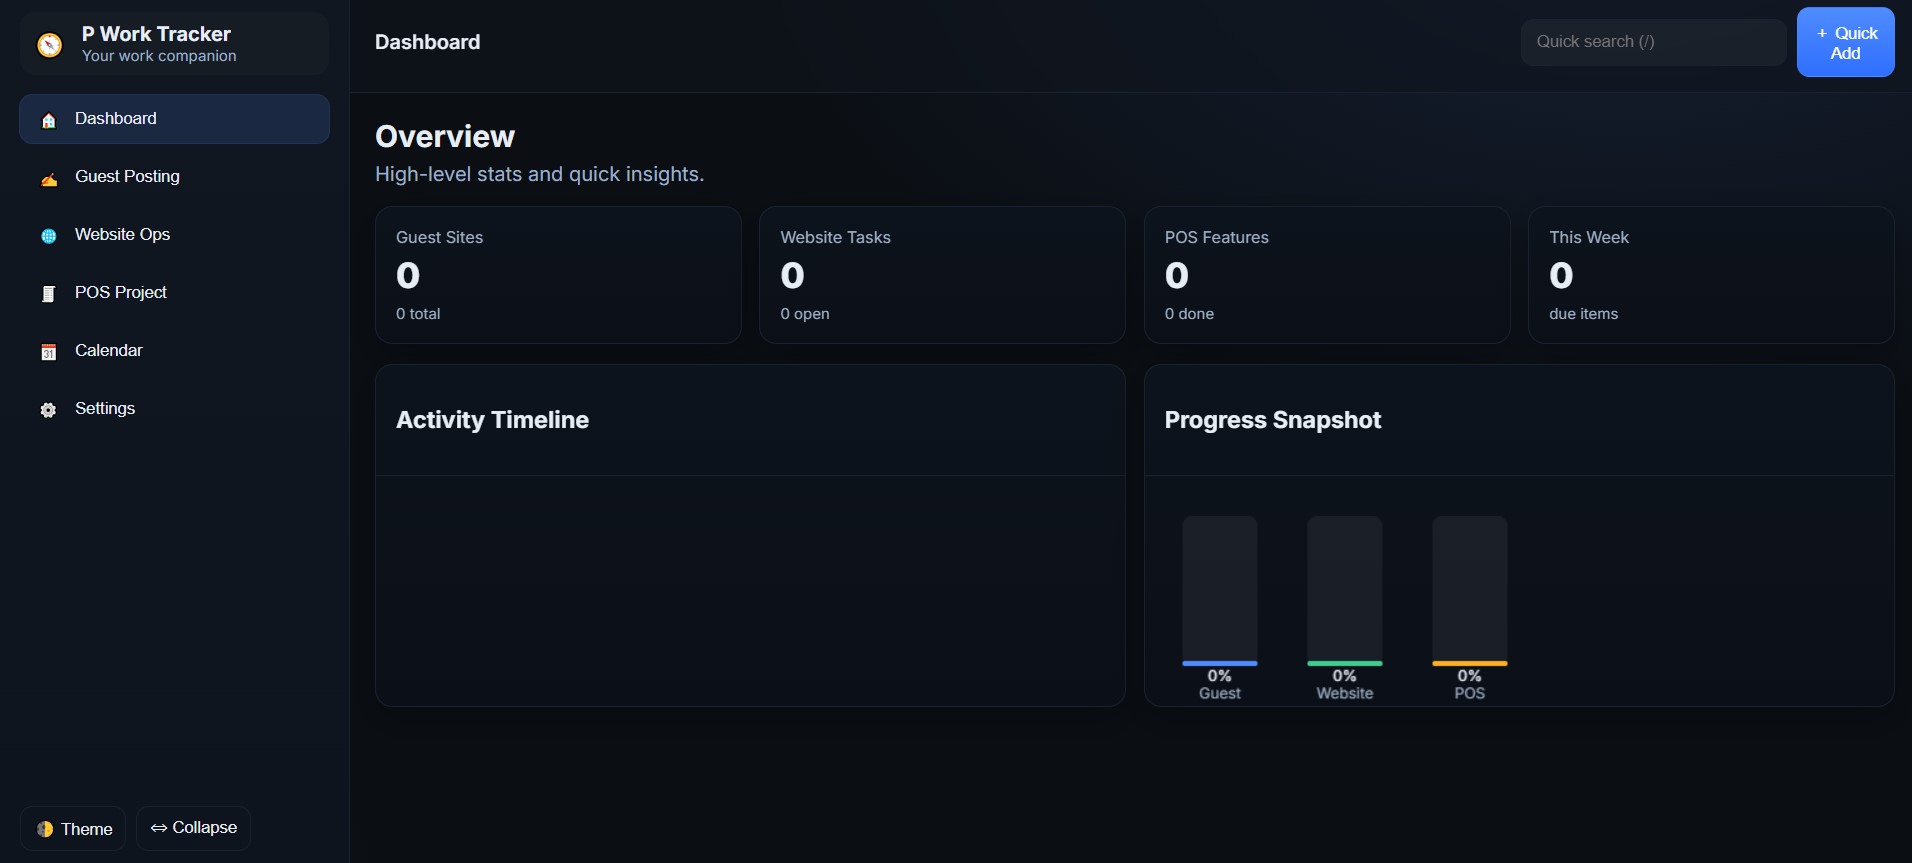 P Work Tracker
Your work companion
Dashboard
Guest Posting
Website Ops
POS Project
31
Calendar
Settings
Theme
⇔ Collapse
Dashboard
Quick search (/)
+ Quick
Add
Overview
High-level stats and quick insights.
Guest Sites
0
0 total
Website Tasks
0
0 open
POS Features
0
0 done
This Week
0
due items
Activity Timeline
Progress Snapshot
0%
Guest
0%
Website
0%
POS